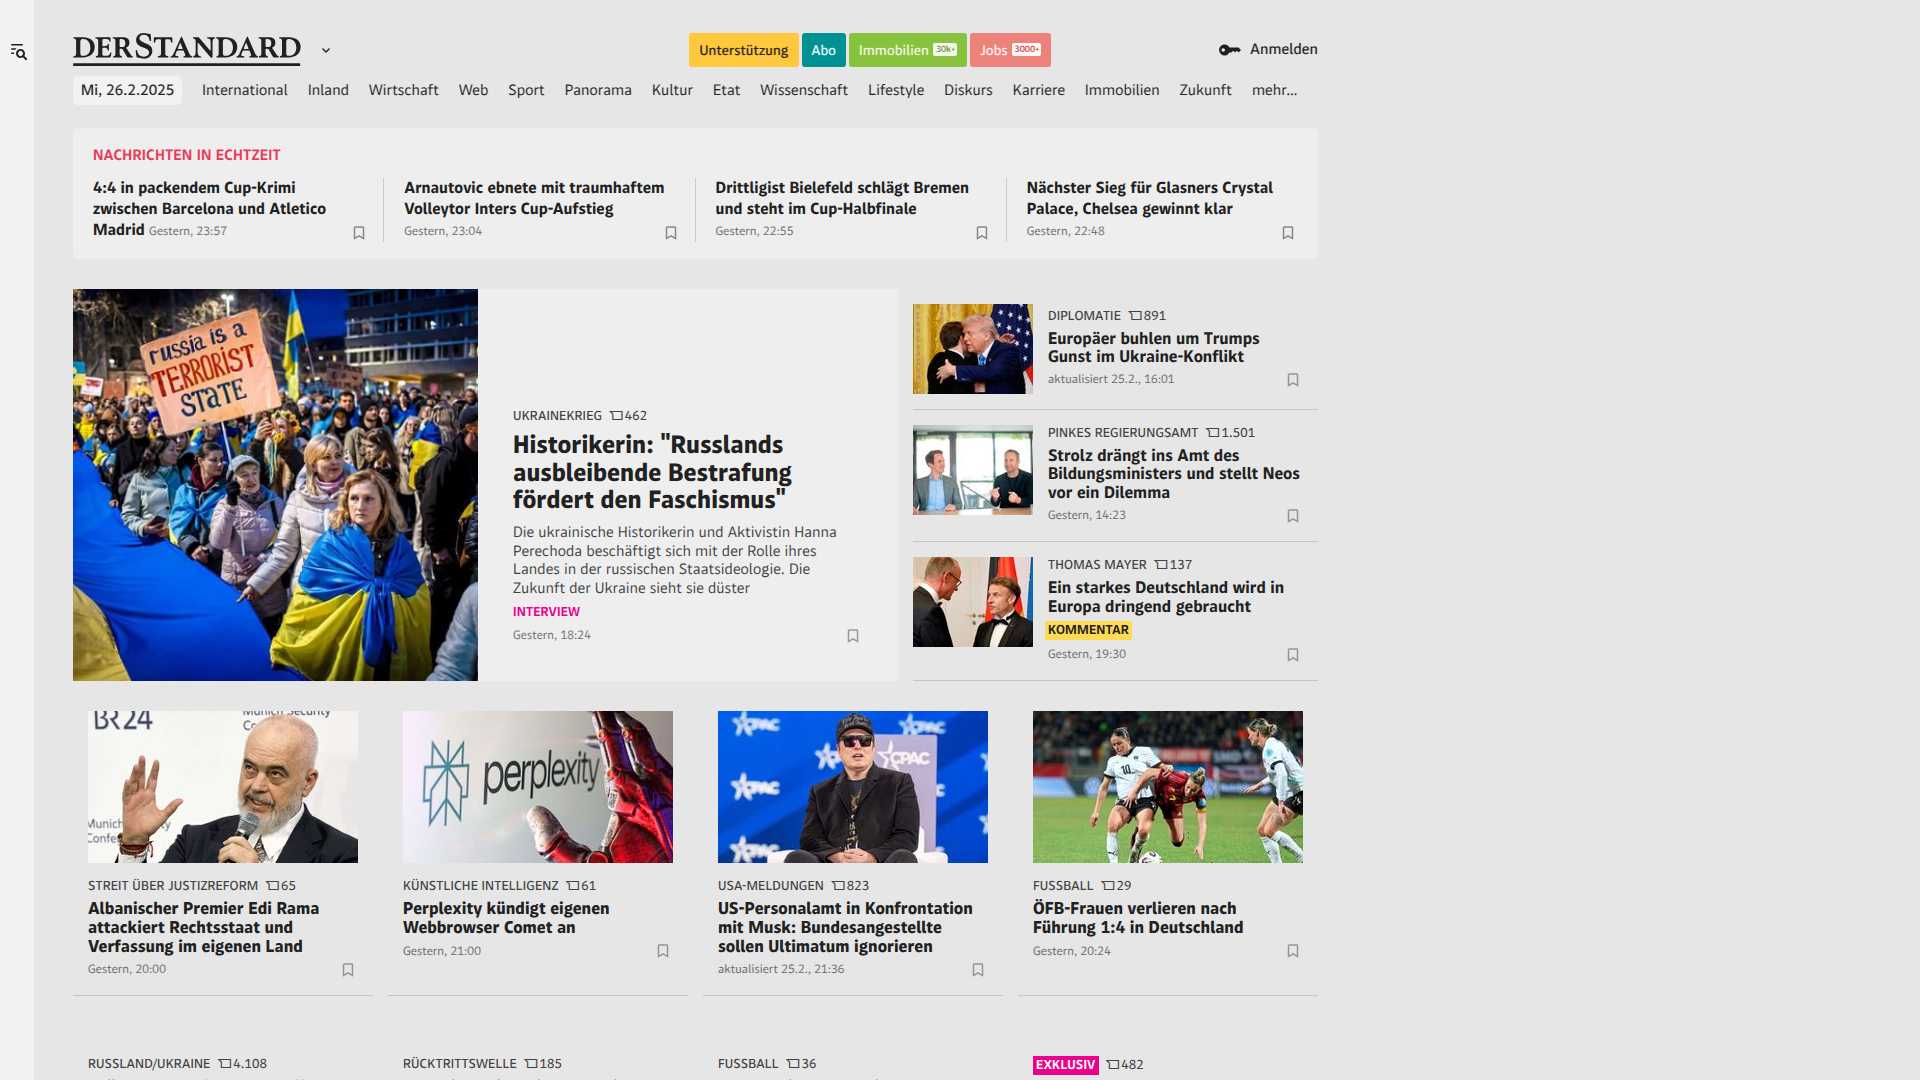 DERSTANDARD
Unterstützung
Abo
Immobilien 30k+
Jobs 3000+
Anmelden
Mi, 26.2.2025
International
Inland
Wirtschaft
Web
Sport
Panorama
Kultur
Etat
Wissenschaft
Lifestyle
Diskurs
Karriere
Immobilien
Zukunft
mehr...
NACHRICHTEN IN ECHTZEIT
4:4 in packendem Cup-Krimi
zwischen Barcelona und Atletico
Madrid Gestern, 23:57
Arnautovic ebnete mit traumhaftem
Volleytor Inters Cup-Aufstieg
Gestern, 23:04
Drittligist Bielefeld schlägt Bremen
und steht im Cup-Halbfinale
Gestern, 22:55
Nächster Sieg für Glasners Crystal
Palace, Chelsea gewinnt klar
Gestern, 22:48
russia is a
TERRORIST
STATE
UKRAINEKRIEG 462
Historikerin: "Russlands
ausbleibende Bestrafung
fördert den Faschismus"
Die ukrainische Historikerin und Aktivistin Hanna
Perechoda beschäftigt sich mit der Rolle ihres
Landes in der russischen Staatsideologie. Die
Zukunft der Ukraine sieht sie düster
INTERVIEW
Gestern, 18:24
DIPLOMATIE 891
Europäer buhlen um Trumps
Gunst im Ukraine-Konflikt
aktualisiert 25.2., 16:01
PINKES REGIERUNGSAMT 1.501
Strolz drängt ins Amt des
Bildungsministers und stellt Neos
vor ein Dilemma
Gestern, 14:23
THOMAS MAYER 137
Ein starkes Deutschland wird in
Europa dringend gebraucht
KOMMENTAR
Gestern, 19:30
BR24
Munich Security
STREIT ÜBER JUSTIZREFORM 65
Albanischer Premier Edi Rama
attackiert Rechtsstaat und
Verfassung im eigenen Land
Gestern, 20:00
perplexity
KÜNSTLICHE INTELLIGENZ 61
Perplexity kündigt eigenen
Webbrowser Comet an
Gestern, 21:00
CPAC
CPAC
CPAC
CPAC
USA-MELDUNGEN 823
US-Personalamt in Konfrontation
mit Musk: Bundesangestellte
sollen Ultimatum ignorieren
aktualisiert 25.2., 21:36
10
FUSSBALL 29
ÖFB-Frauen verlieren nach
Führung 1:4 in Deutschland
Gestern, 20:24
RUSSLAND/UKRAINE 4.108
RÜCKTRITTSWELLE 185
FUSSBALL 36
EXKLUSIV 482